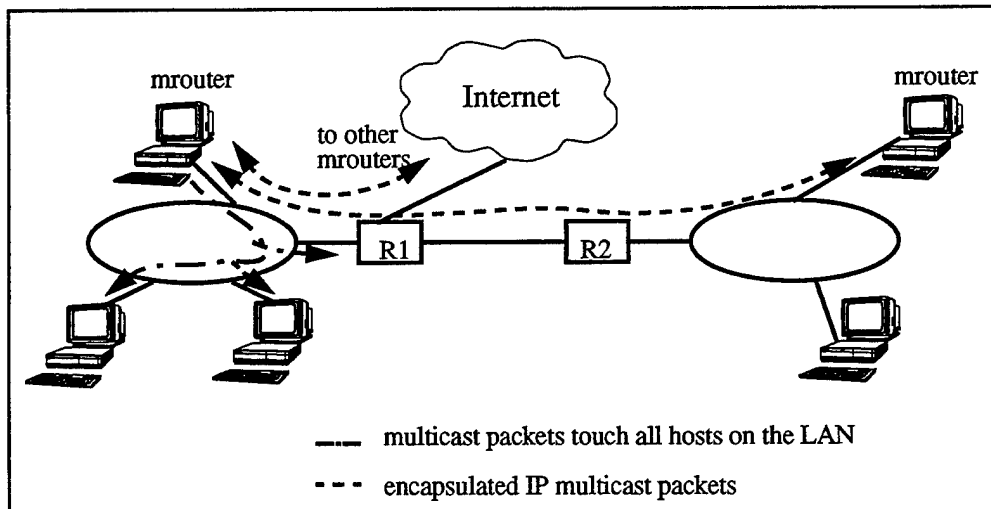 mrouter
Internet
mrouter
to other
mrouters
R1
R2
multicast packets touch all hosts on the LAN
encapsulated IP multicast packets